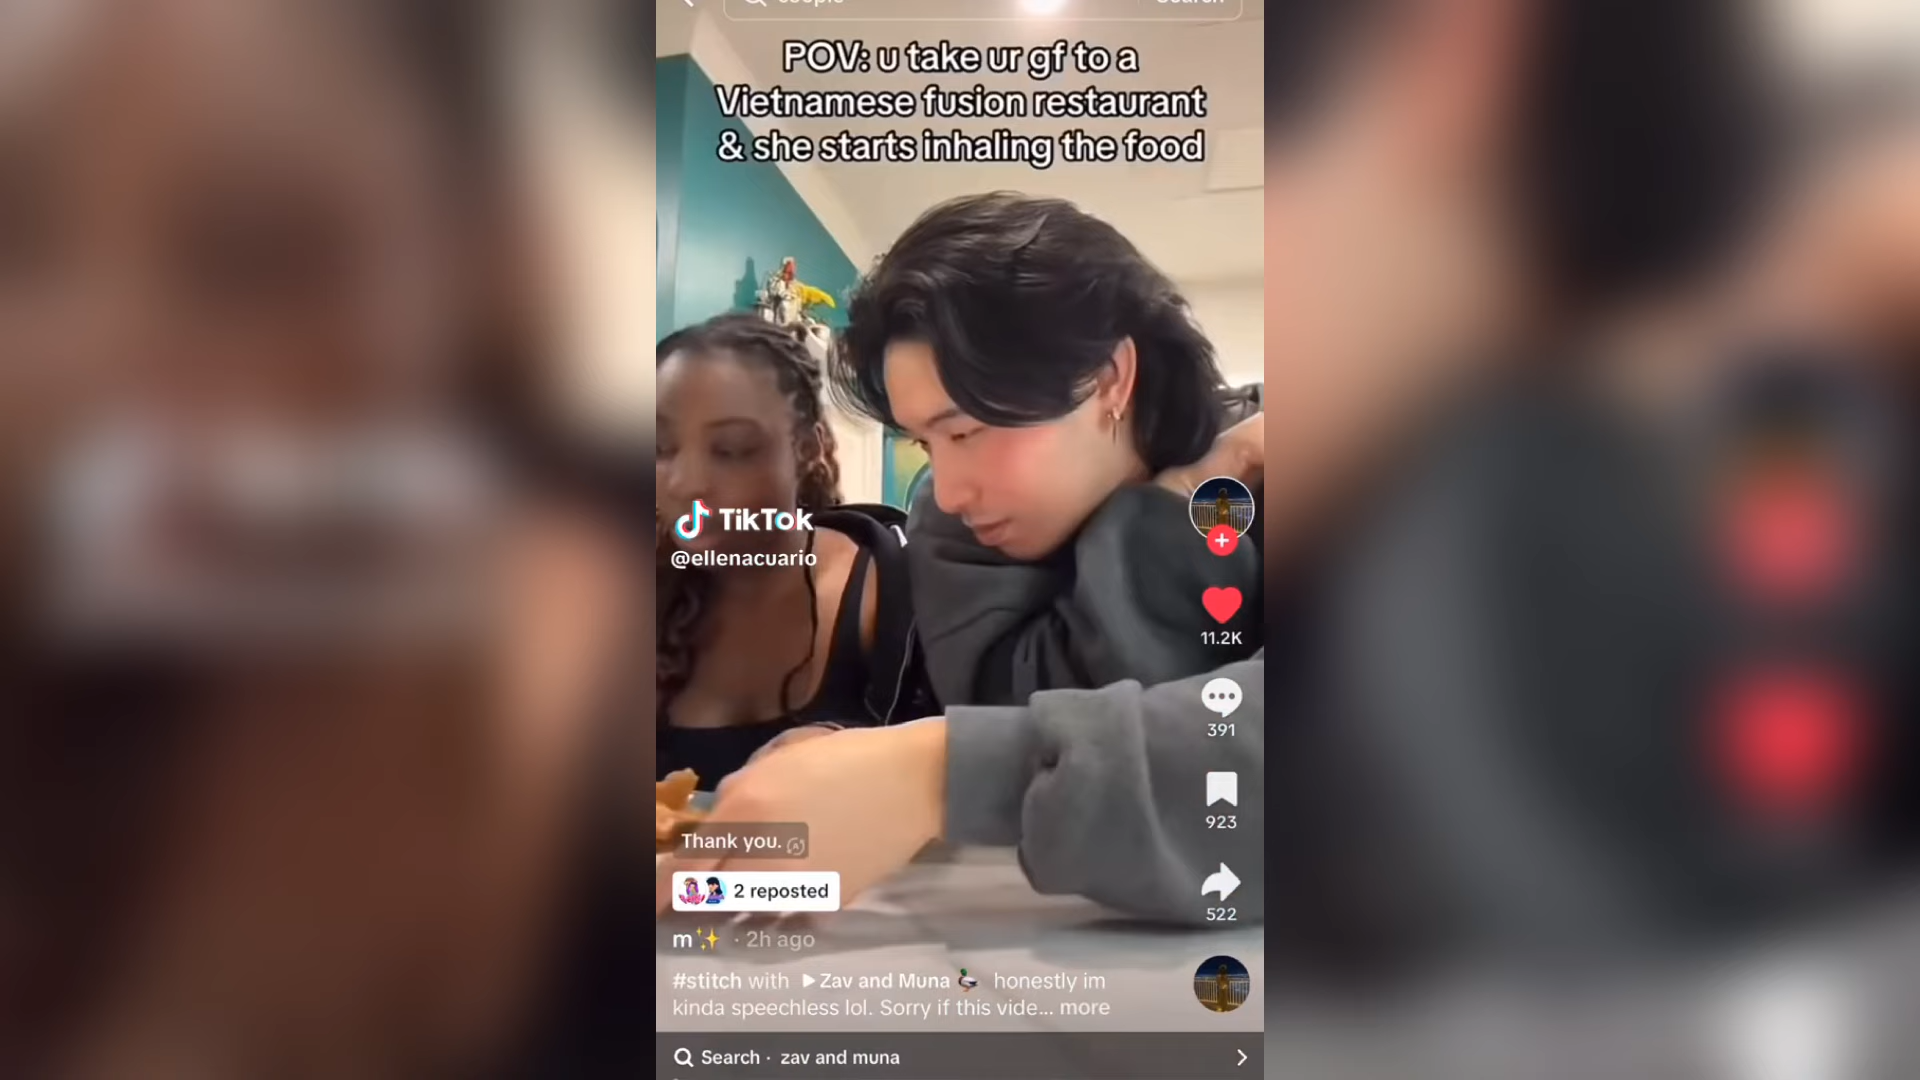 couple
Search
POV: u take ur gf to a
Vietnamese fusion restaurant
& she starts inhaling the food
TikTok
@ellenacuario
11.2K
391
923
522
Thank you.
2 reposted
m✨ · 2h ago
#stitch with ▶Zav and Muna 🦆 honestly im
kinda speechless lol. Sorry if this vide... more
Search · zav and muna